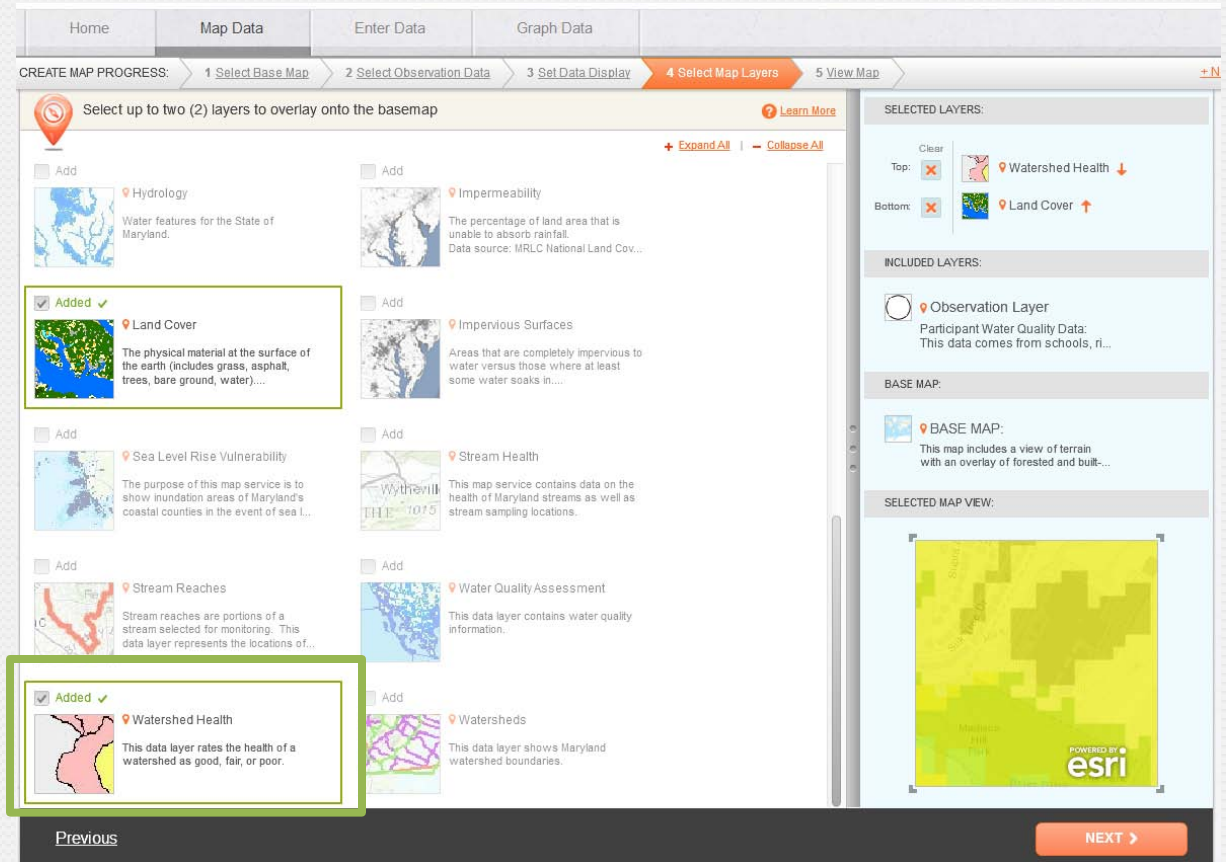 Home
Map Data
Enter Data
Graph Data
CREATE MAP PROGRESS:
1 Select Base Map
2 Select Observation Data
3 Set Data Display
4 Select Map Layers
5 View Map
+ N
Select up to two (2) layers to overlay onto the basemap
? Learn More
+ Expand All | - Collapse All
Add
Hydrology
Water features for the State of
Maryland.
Add
Impermeability
The percentage of land area that is
unable to absorb rainfall.
Data source: MRLC National Land Cov...
Added
Land Cover
The physical material at the surface of
the earth (includes grass, asphalt,
trees, bare ground, water)....
Add
Impervious Surfaces
Areas that are completely impervious to
water versus those where at least
some water soaks in....
Add
Sea Level Rise Vulnerability
The purpose of this map service is to
show inundation areas of Maryland's
coastal counties in the event of sea l...
Add
Wythevill
1015
Stream Health
This map service contains data on the
health of Maryland streams as well as
stream sampling locations.
Add
Stream Reaches
Stream reaches are portions of a
stream selected for monitoring. This
data layer represents the locations of...
Add
Water Quality Assessment
This data layer contains water quality
information.
Added
Watershed Health
This data layer rates the health of a
watershed as good, fair, or poor.
Add
Watersheds
This data layer shows Maryland
watershed boundaries.
SELECTED LAYERS:
Clear
Top:
Watershed Health
Bottom:
Land Cover
INCLUDED LAYERS:
Observation Layer
Participant Water Quality Data:
This data comes from schools, ri...
BASE MAP:
BASE MAP:
This map includes a view of terrain
with an overlay of forested and built-...
SELECTED MAP VIEW:
POWERED BY
esri
Previous
NEXT